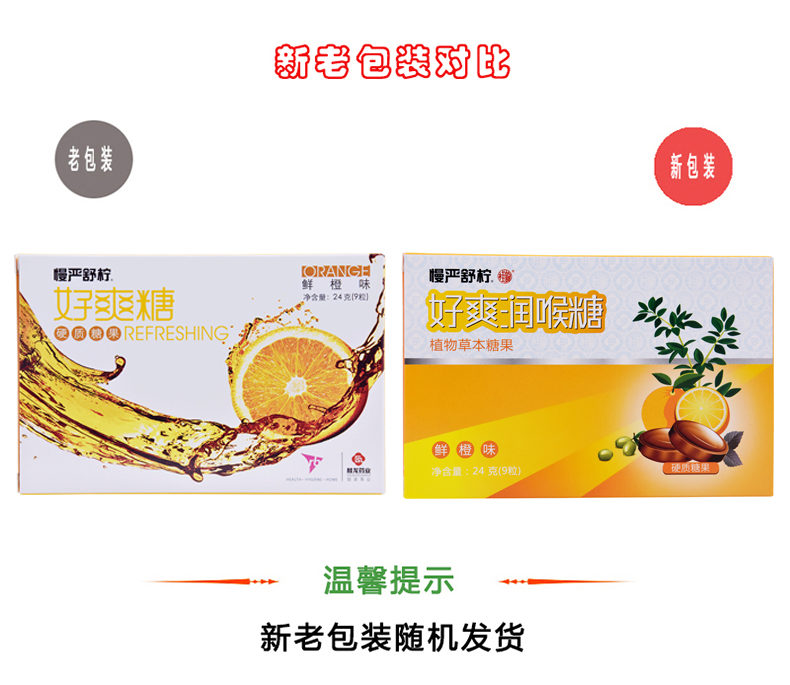 新老包装对比
老包装
新包装
慢严舒柠
好爽糖
硬质糖果 REFRESHING
ORANGE
鲜橙味
净含量：24克(9粒)
桂龙药业
慢严舒柠
好爽润喉糖
植物草本糖果
鲜橙味
净含量：24克(9粒)
硬质糖果
温馨提示
新老包装随机发货